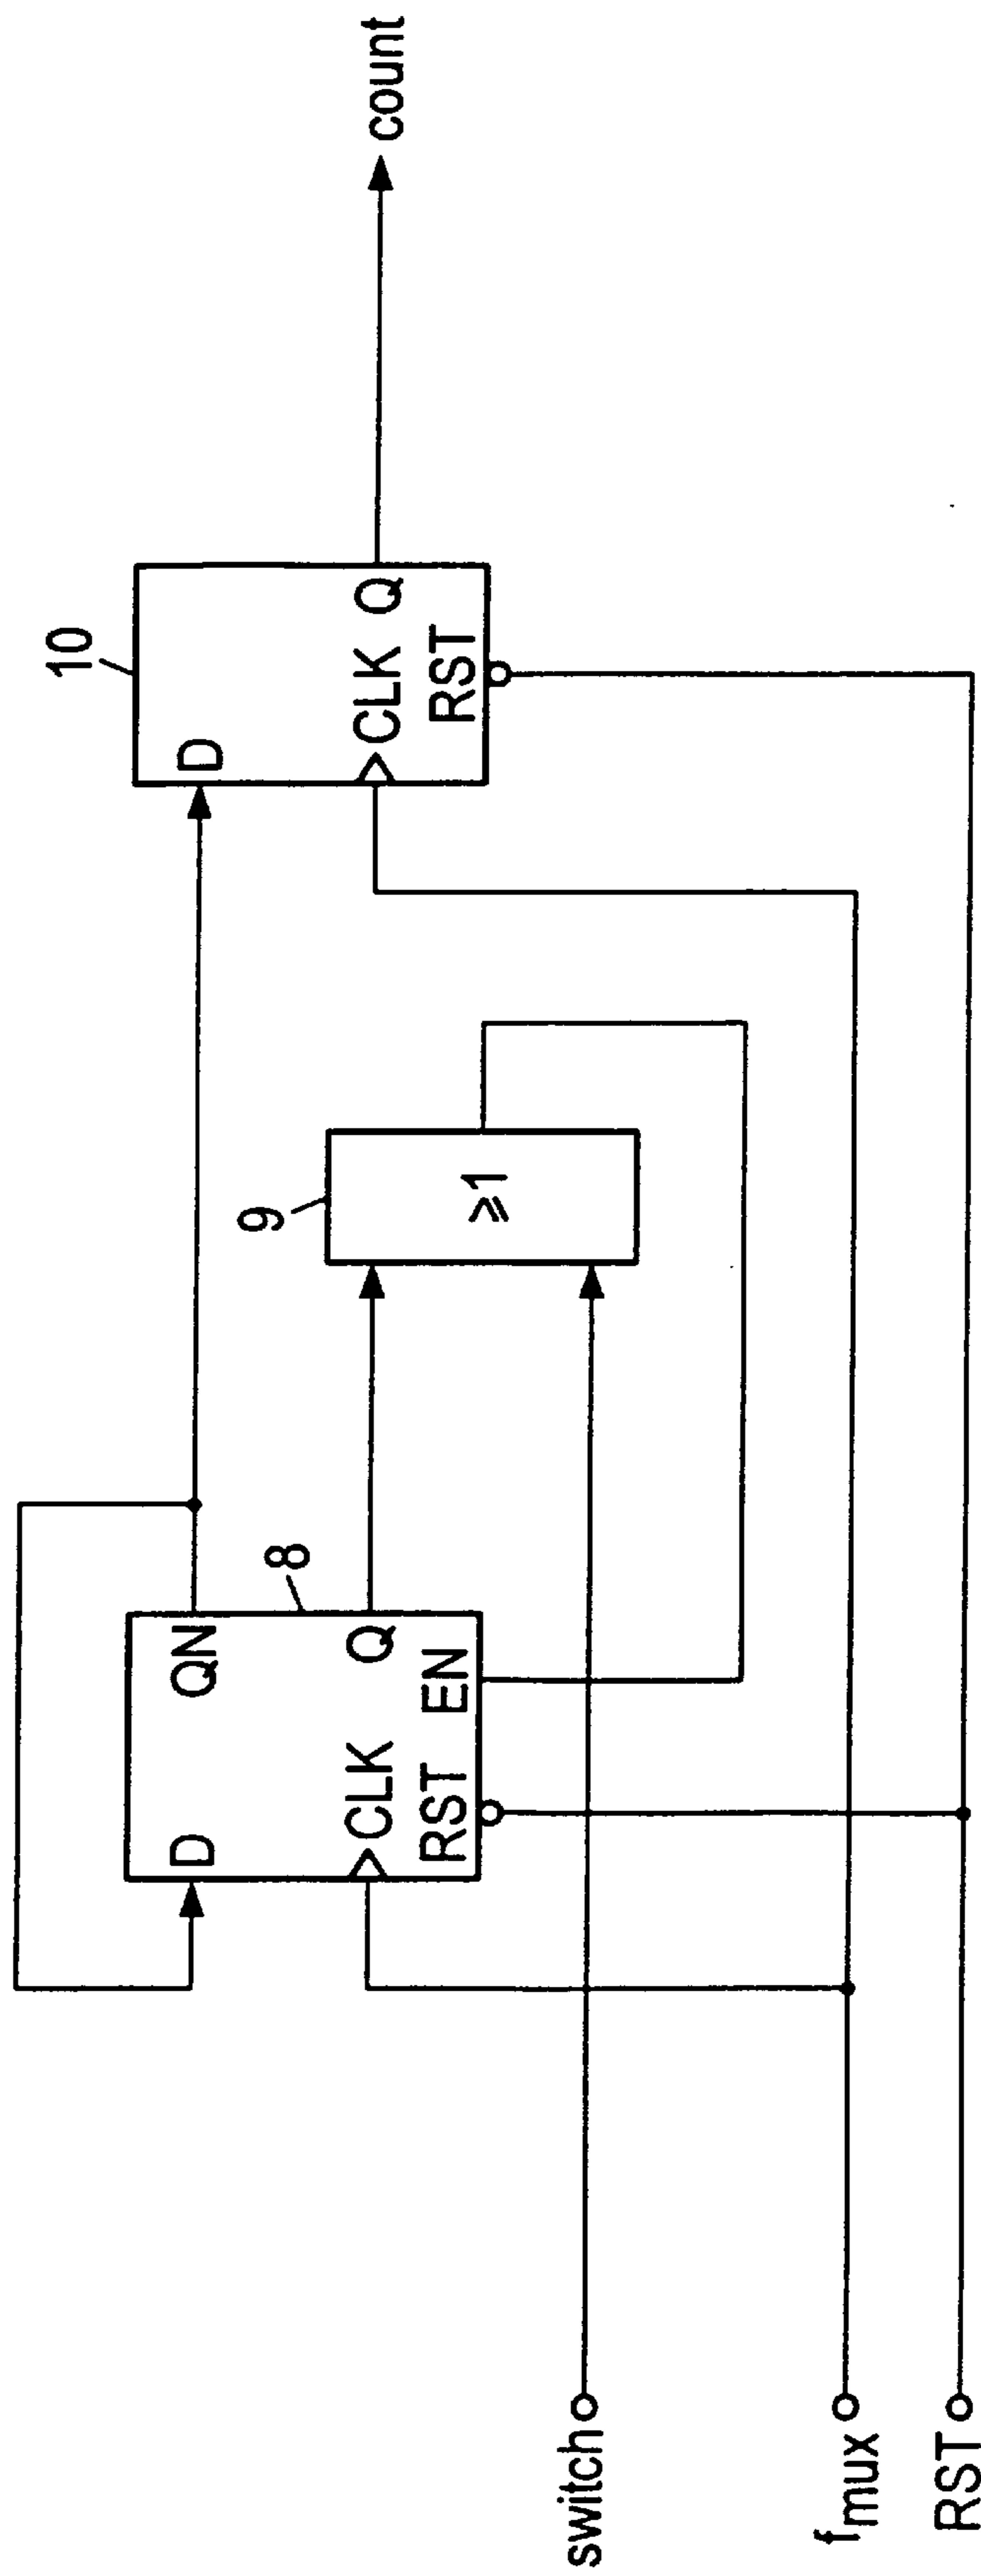 8
D
QN
CLK
Q
RST
EN
9
≥1
10
D
CLK
Q
RST
count
switch
fmux
RST